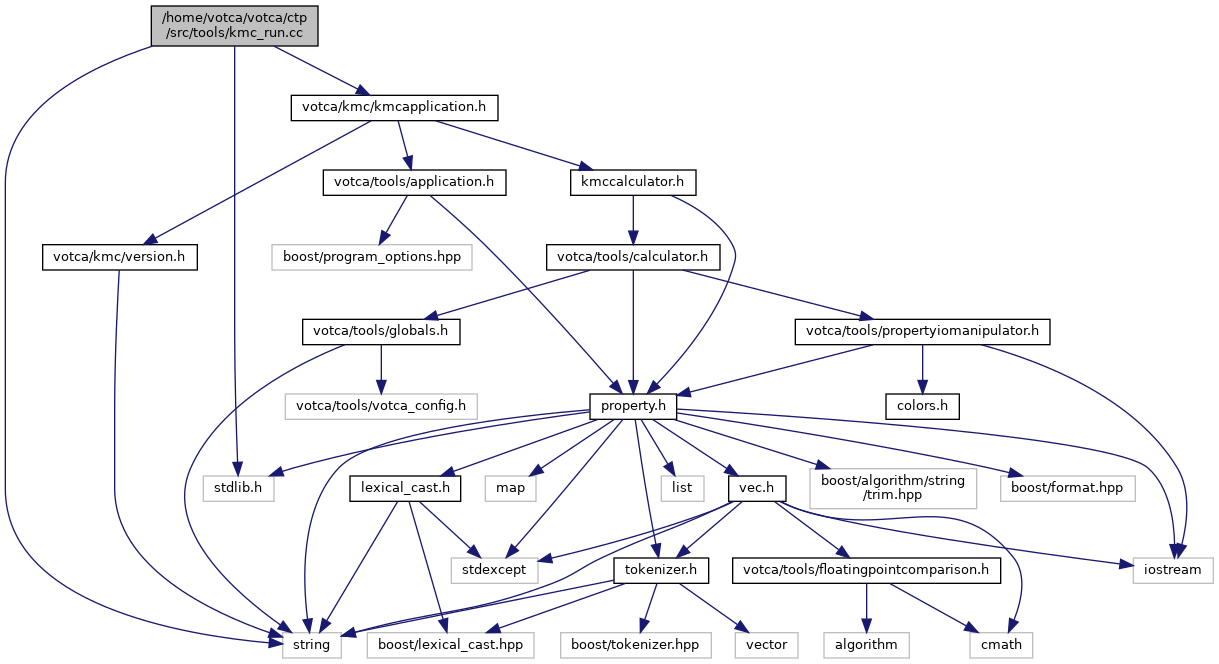 /home/votca/votca/ctp
/src/tools/kmc_run.cc
votca/kmc/kmcapplication.h
votca/tools/application.h
kmccalculator.h
votca/kmc/version.h
boost/program_options.hpp
votca/tools/calculator.h
votca/tools/globals.h
votca/tools/propertyiomanipulator.h
votca/tools/votca_config.h
property.h
colors.h
stdlib.h
lexical_cast.h
map
list
vec.h
boost/algorithm/string
/trim.hpp
boost/format.hpp
stdexcept
tokenizer.h
votca/tools/floatingpointcomparison.h
iostream
string
boost/lexical_cast.hpp
boost/tokenizer.hpp
vector
algorithm
cmath